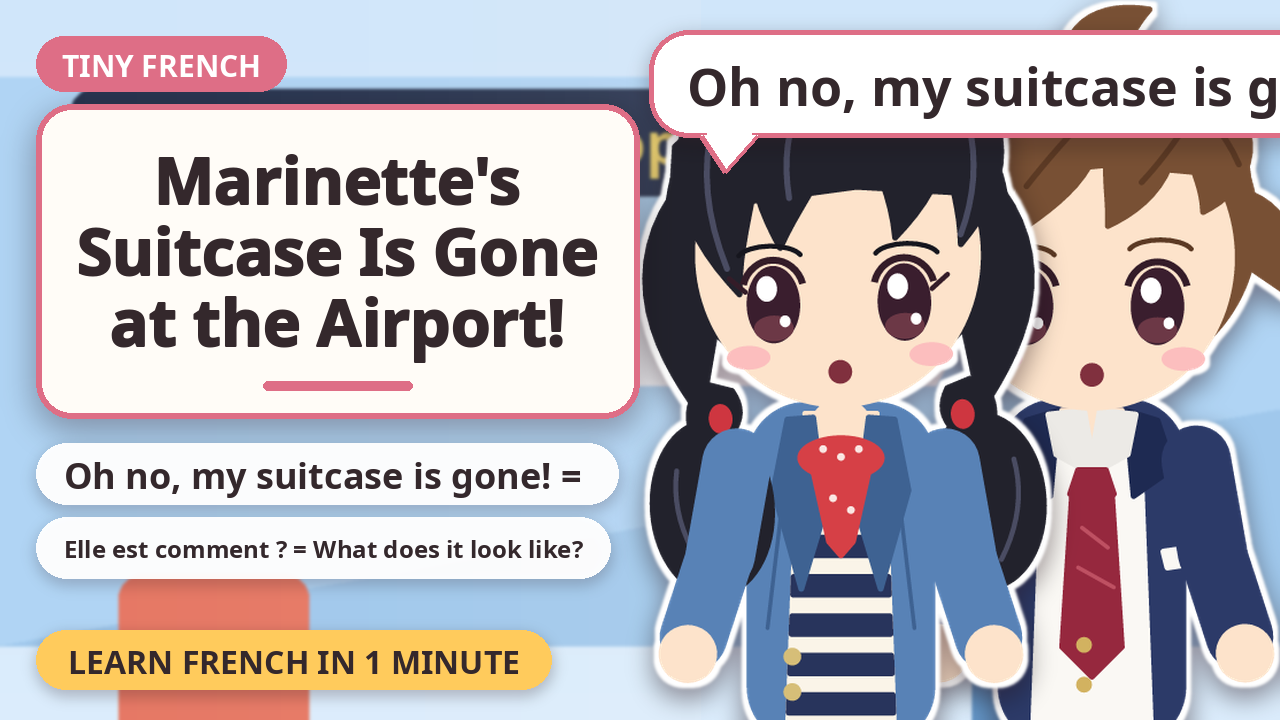 TINY FRENCH
Oh no, my suitcase is g
Marinette's
Suitcase Is Gone
at the Airport!
Oh no, my suitcase is gone! =
Elle est comment ? = What does it look like?
LEARN FRENCH IN 1 MINUTE